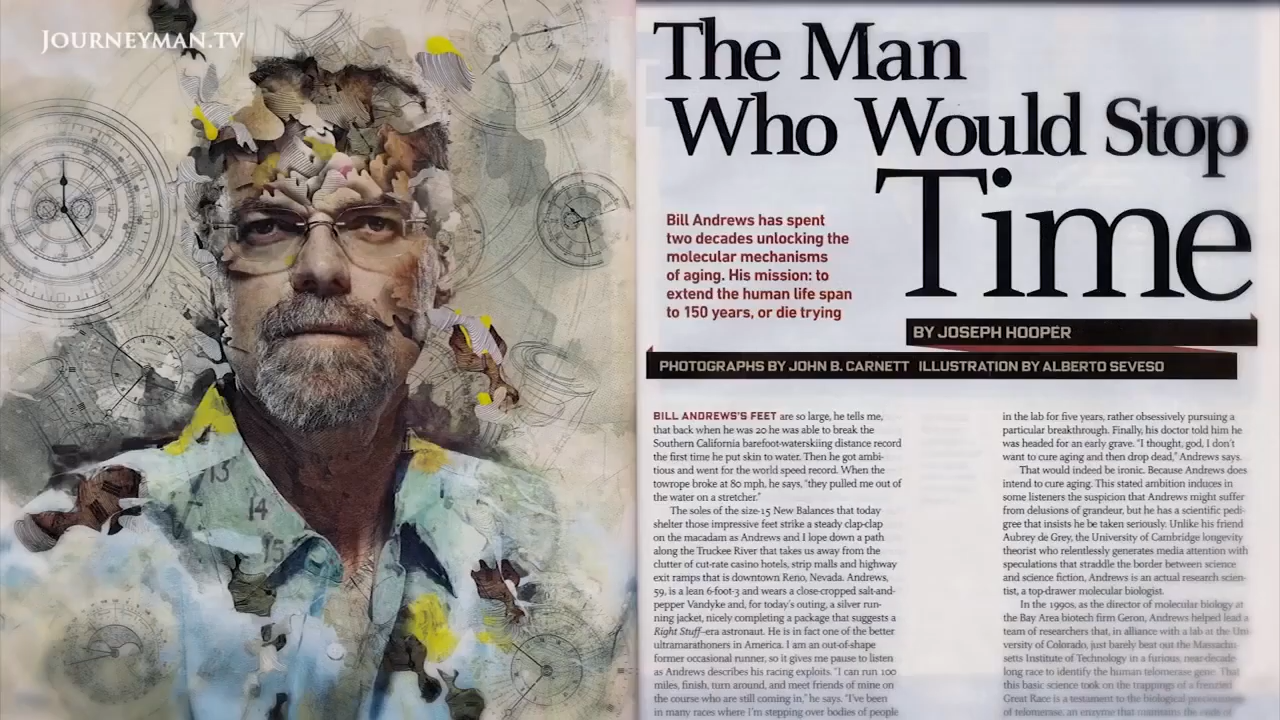 JOURNEYMAN.TV
The Man
Who Would Stop
Time
Bill Andrews has spent
two decades unlocking the
molecular mechanisms
of aging. His mission: to
extend the human life span
to 150 years, or die trying
BY JOSEPH HOOPER
PHOTOGRAPHS BY JOHN B. CARNETT ILLUSTRATION BY ALBERTO SEVESO
BILL ANDREWS'S FEET are so large, he tells me,
that back when he was 20 he was able to break the
Southern California barefoot-waterskiing distance record
the first time he put skin to water. Then he got ambi-
tious and went for the world speed record. When the
towrope broke at 80 mph, he says, "they pulled me out of
the water on a stretcher."
The soles of the size-15 New Balances that today
shelter those impressive feet strike a steady clap-clap
on the macadam as Andrews and I lope down a path
along the Truckee River that takes us away from the
clutter of cut-rate casino hotels, strip malls and highway
exit ramps that is downtown Reno, Nevada. Andrews,
59, is a lean 6-foot-3 and wears a close-cropped salt-and-
pepper Vandyke and, for today's outing, a silver run-
ning jacket, nicely completing a package that suggests a
Right Stuff–era astronaut. He is in fact one of the better
ultramarathoners in America. I am an out-of-shape
former occasional runner, so it gives me pause to listen
as Andrews describes his racing exploits. "I can run 100
miles, finish, turn around, and meet friends of mine on
the course who are still coming in," he says. "I've been
in many races where I'm stepping over bodies of people
in the lab for five years, rather obsessively pursuing a
particular breakthrough. Finally, his doctor told him he
was headed for an early grave. "I thought, god, I don't
want to cure aging and then drop dead," Andrews says.
That would indeed be ironic. Because Andrews does
intend to cure aging. This stated ambition induces in
some listeners the suspicion that Andrews might suffer
from delusions of grandeur, but he has a scientific pedi-
gree that insists he be taken seriously. Unlike his friend
Aubrey de Grey, the University of Cambridge longevity
theorist who relentlessly generates media attention with
speculations that straddle the border between science
and science fiction, Andrews is an actual research scien-
tist, a top-drawer molecular biologist.
In the 1990s, as the director of molecular biology at
the Bay Area biotech firm Geron, Andrews helped lead a
team of researchers that, in alliance with a lab at the Uni-
versity of Colorado, just barely beat out the Massachu-
setts Institute of Technology in a furious, near-decade
long race to identify the human telomerase gene. That
this basic science took on the trappings of a frenzied
Great Race is a testament to the biological
of telomerase, an enzyme that maintains the
13
14
15